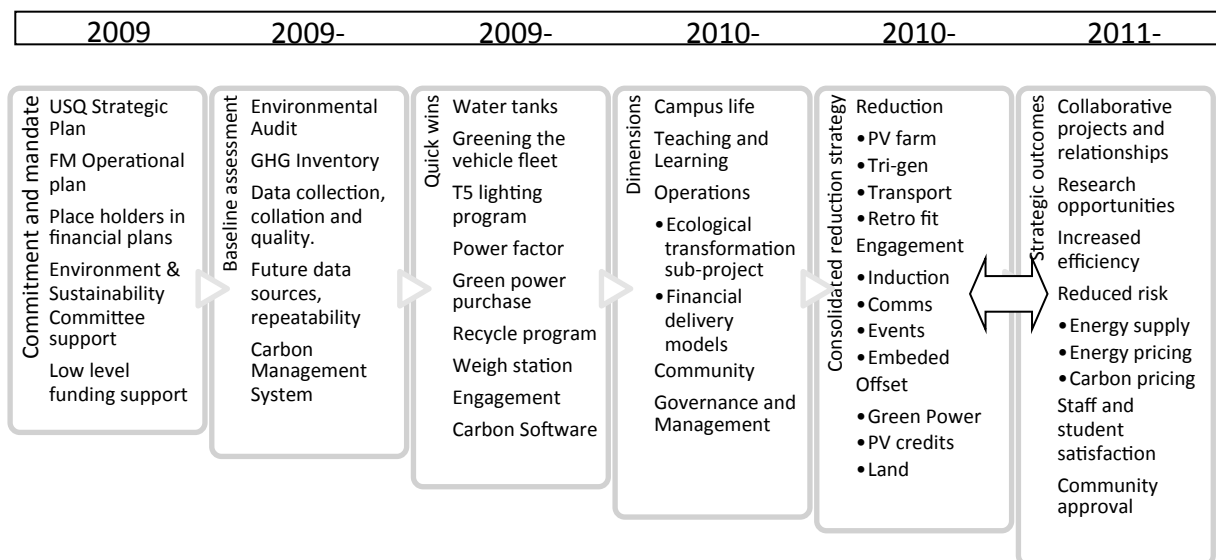 2009
2009-
2009-
2010-
2010-
2011-
Commitment and mandate
USQ Strategic
Plan
FM Operational
plan
Place holders in
financial plans
Environment &
Sustainability
Committee
support
Low level
funding support
Baseline assessment
Environmental
Audit
GHG Inventory
Data collection,
collation and
quality.
Future data
sources,
repeatability
Carbon
Management
System
Quick wins
Water tanks
Greening the
vehicle fleet
T5 lighting
program
Power factor
Green power
purchase
Recycle program
Weigh station
Engagement
Carbon Software
Dimensions
Campus life
Teaching and
Learning
Operations
•Ecological
transformation
sub-project
•Financial
delivery
models
Community
Governance and
Management
Consolidated reduction strategy
Reduction
•PV farm
•Tri-gen
•Transport
•Retro fit
Engagement
•Induction
•Comms
•Events
•Embeded
Offset
•Green Power
•PV credits
•Land
Strategic outcomes
Collaborative
projects and
relationships
Research
opportunities
Increased
efficiency
Reduced risk
•Energy supply
•Energy pricing
•Carbon pricing
Staff and
student
satisfaction
Community
approval